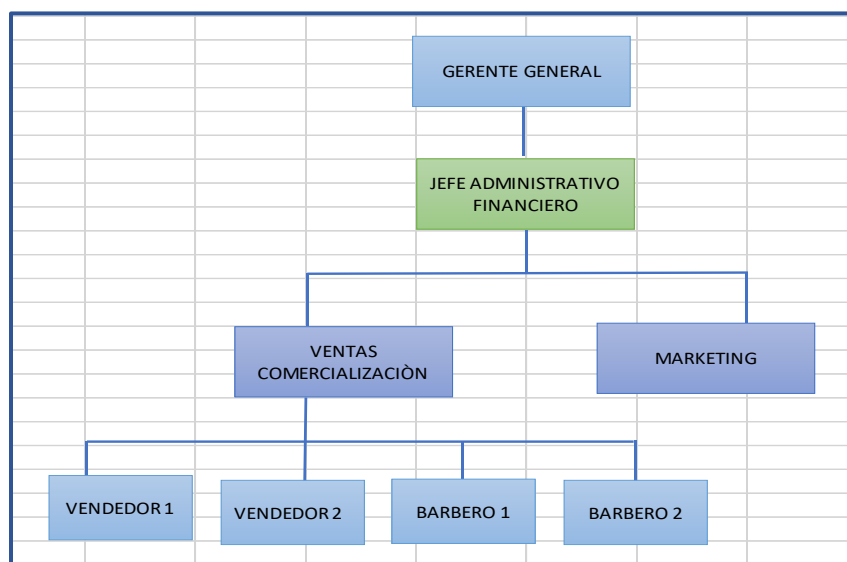 GERENTE GENERAL
JEFE ADMINISTRATIVO
FINANCIERO
VENTAS
COMERCIALIZACIÒN
MARKETING
VENDEDOR 1
VENDEDOR 2
BARBERO 1
BARBERO 2